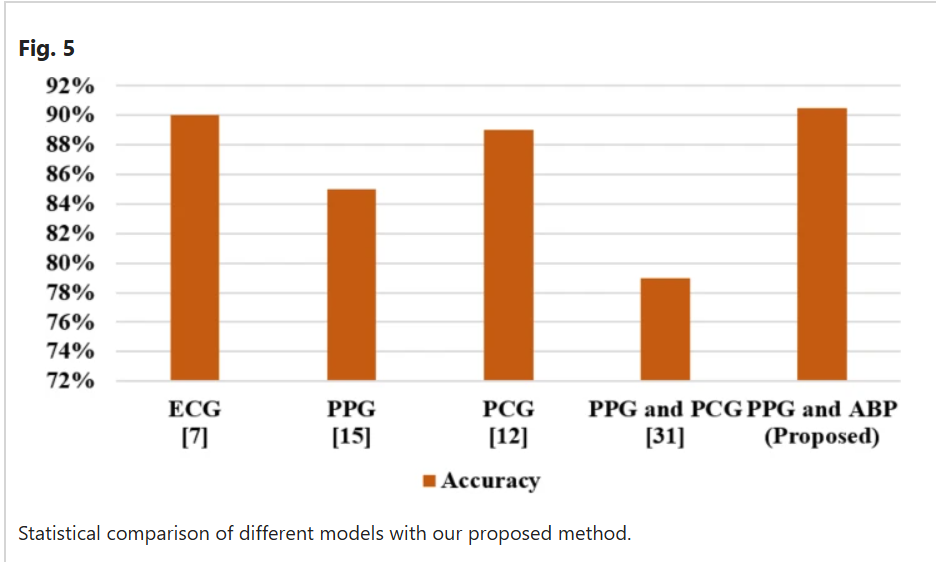 Fig. 5
92%
90%
88%
86%
84%
82%
80%
78%
76%
74%
72%
ECG PPG PCG PPG and PCG PPG and ABP
[7] [15] [12] [31] (Proposed)
Accuracy
Statistical comparison of different models with our proposed method.